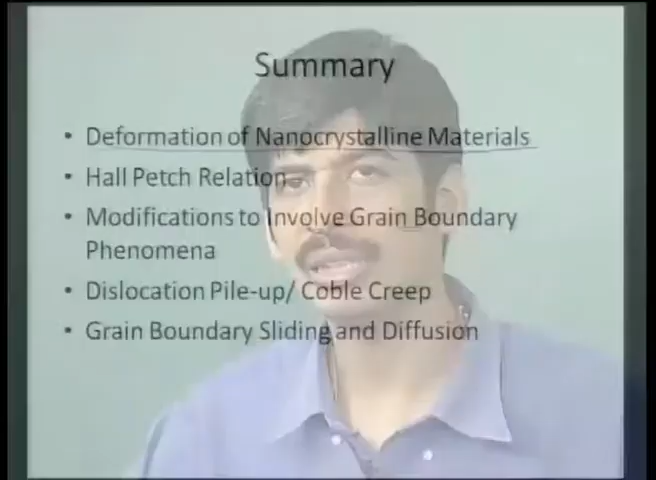 Summary
• Deformation of Nanocrystalline Materials
• Hall Petch Relation
• Modifications to Involve Grain Boundary
Phenomena
• Dislocation Pile-up/ Coble Creep
• Grain Boundary Sliding and Diffusion